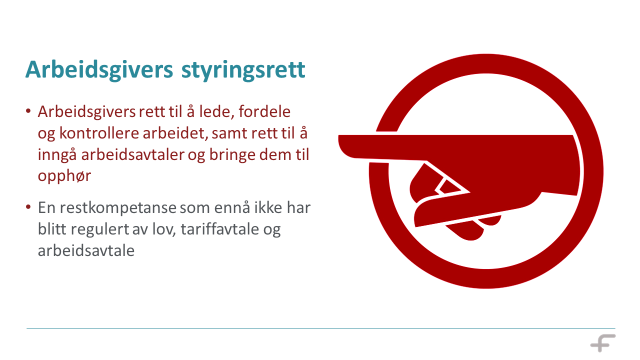 Arbeidsgivers styringsrett
• Arbeidsgivers rett til å lede, fordele
og kontrollere arbeidet, samt rett til å
inngå arbeidsavtaler og bringe dem til
opphør
• En restkompetanse som ennå ikke har
blitt regulert av lov, tariffavtale og
arbeidsavtale